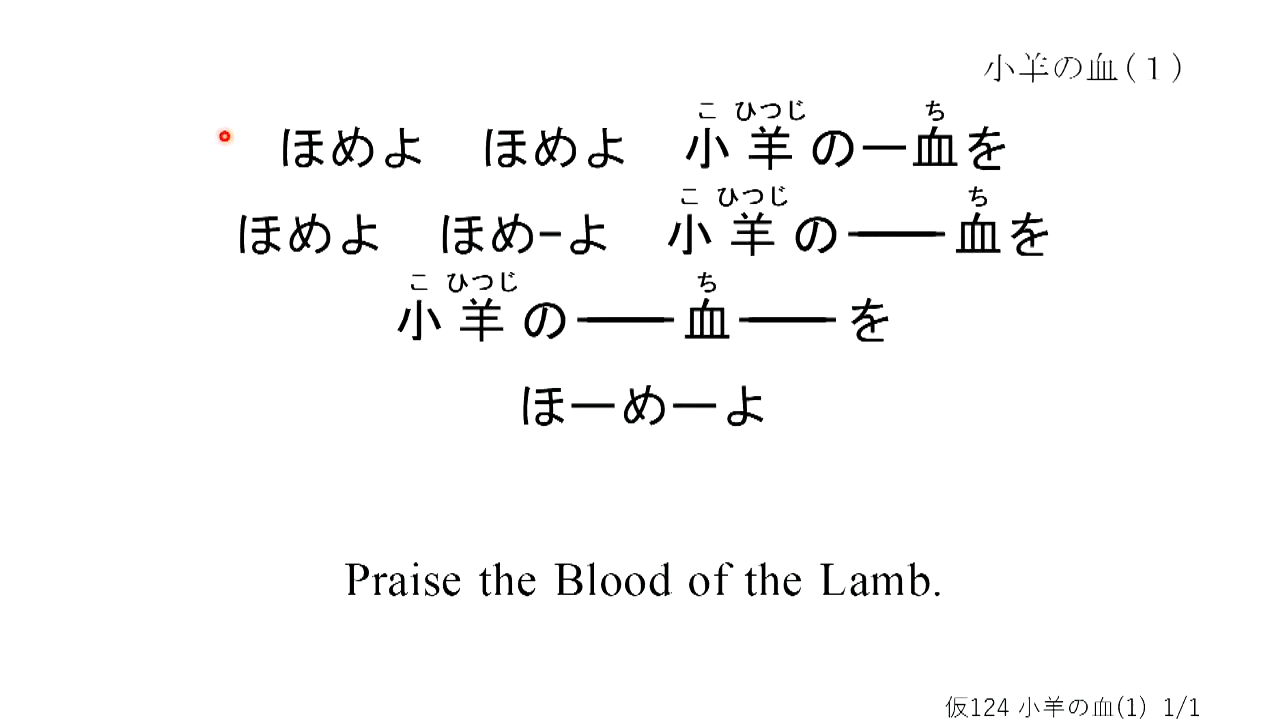 小羊の血(1)
こ ひつじ ち
ほめよ ほめよ 小羊のー血を
こ ひつじ ち
ほめよ ほめ-よ 小羊の――血を
こ ひつじ ち
小羊の――血――を
ほーめーよ
Praise the Blood of the Lamb.
仮124 小羊の血(1) 1/1